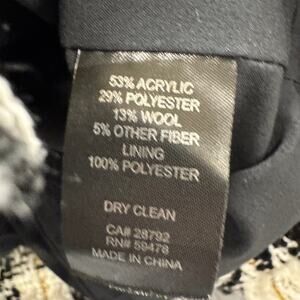 53% ACRYLIC
29% POLYESTER
13% WOOL
5% OTHER FIBER
LINING
100% POLYESTER
DRY CLEAN
CA# 28792
RN# 59478
MADE IN CHINA